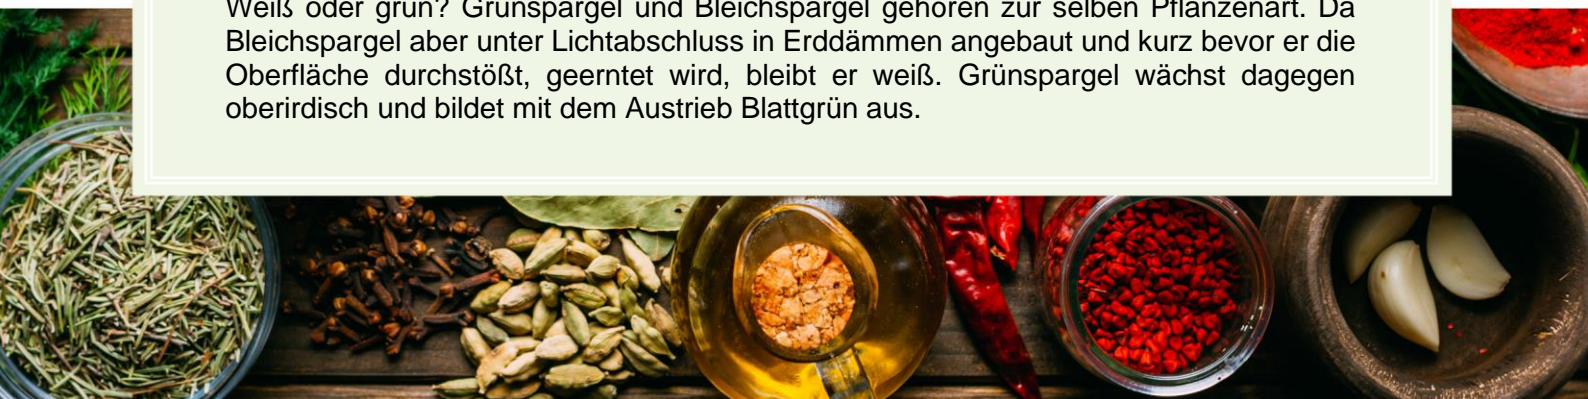 Weiß oder grün? Grünspargel und Bleichspargel gehören zur selben Pflanzenart. Da
Bleichspargel aber unter Lichtabschluss in Erddämmen angebaut und kurz bevor er die
Oberfläche durchstößt, geerntet wird, bleibt er weiß. Grünspargel wächst dagegen
oberirdisch und bildet mit dem Austrieb Blattgrün aus.